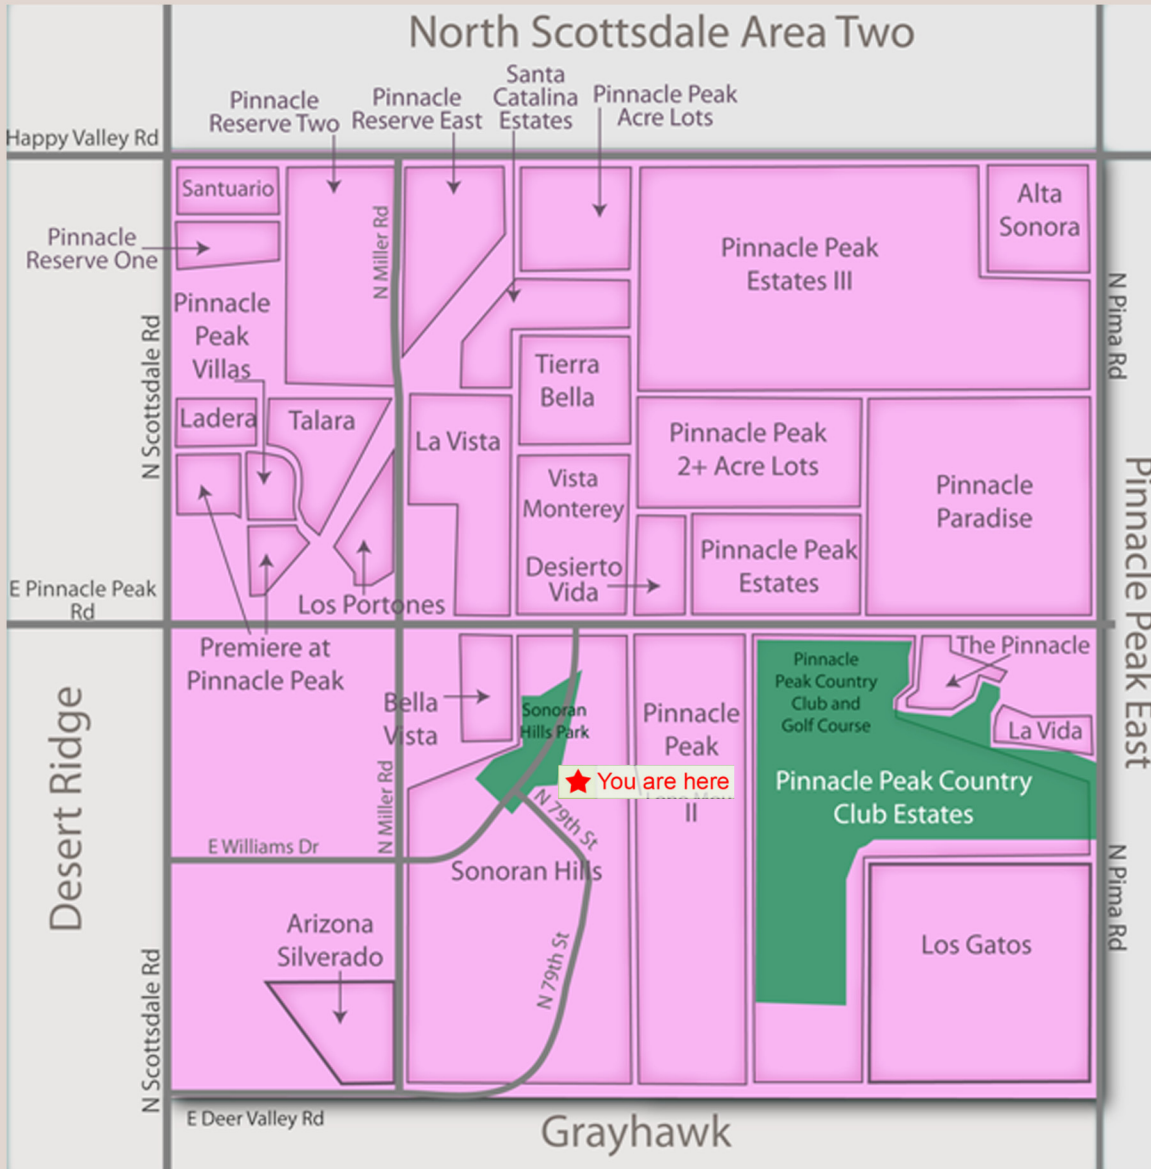 North Scottsdale Area Two
Pinnacle
Reserve Two
Pinnacle
Reserve East
Santa
Catalina
Estates
Pinnacle Peak
Acre Lots
Happy Valley Rd
Santuario
Alta
Sonora
Pinnacle
Reserve One
N Miller Rd
Pinnacle Peak
Estates III
Pinnacle
Peak
Villas
N Scottsdale Rd
N Pima Rd
Tierra
Bella
Ladera
Talara
La Vista
Pinnacle Peak
2+ Acre Lots
Vista
Monterey
Pinnacle
Paradise
Desierto
Vida
Pinnacle Peak
Estates
E Pinnacle Peak
Rd
Los Portones
Pinnacle Peak East
Premiere at
Pinnacle Peak
Bella
Vista
Sonoran
Hills Park
Pinnacle
Peak
II
Pinnacle
Peak Country
Club and
Golf Course
The Pinnacle
La Vida
You are here
Pinnacle Peak Country
Club Estates
Desert Ridge
N Miller Rd
N 79th St
E Williams Dr
Sonoran Hills
N Pima Rd
Arizona
Silverado
N 79th St
Los Gatos
N Scottsdale Rd
E Deer Valley Rd
Grayhawk